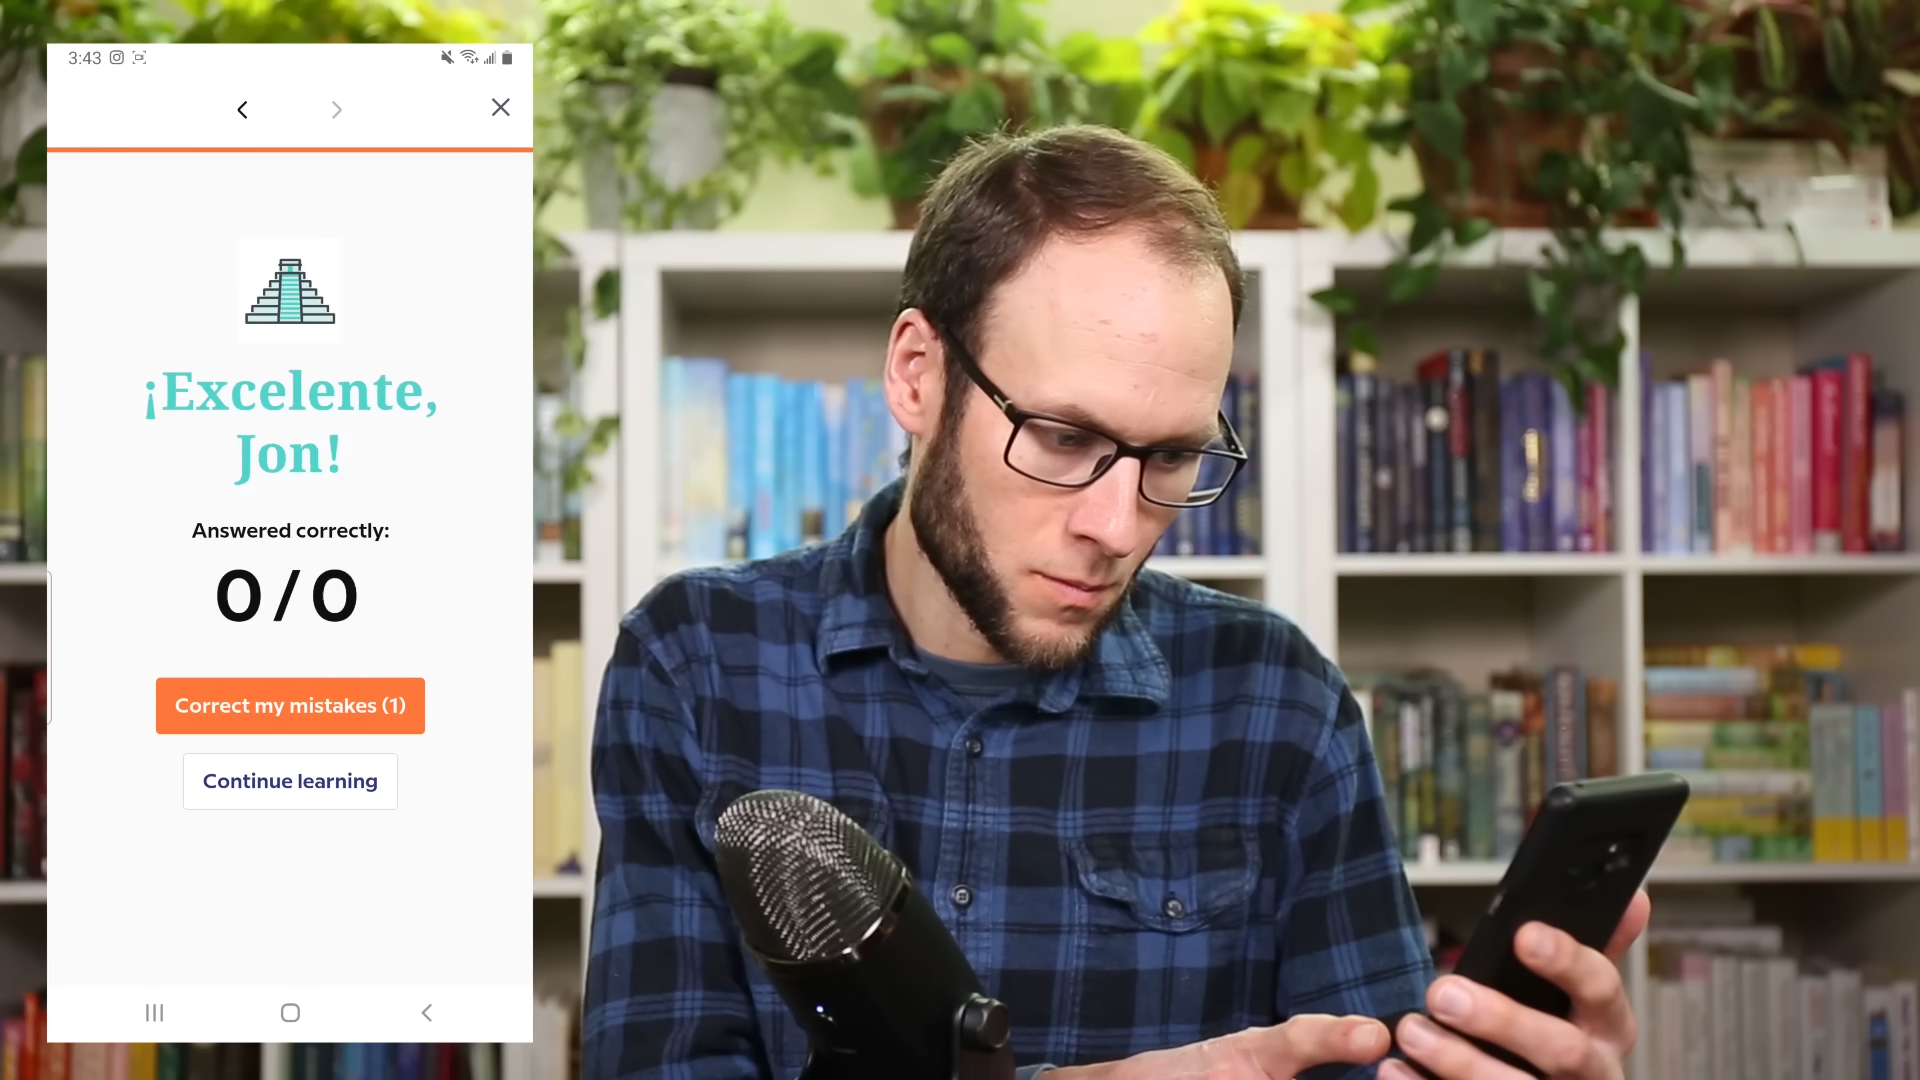 3:43
¡Excelente,
Jon!
Answered correctly:
0/0
Correct my mistakes (1)
Continue learning